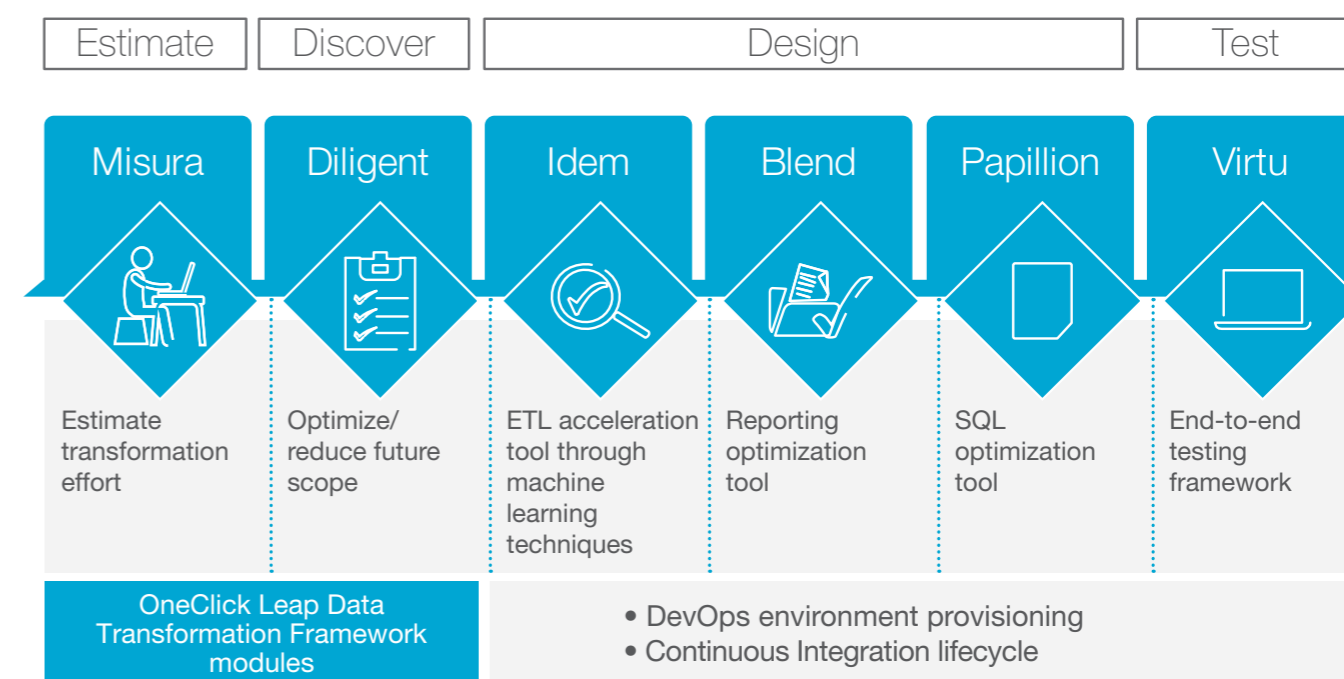 Estimate
Discover
Design
Test
Misura
Diligent
Idem
Blend
Papillion
Virtu
Estimate
transformation
effort
Optimize/
reduce future
scope
ETL acceleration
tool through
machine
learning
techniques
Reporting
optimization
tool
SQL
optimization
tool
End-to-end
testing
framework
OneClick Leap Data
Transformation Framework
modules
• DevOps environment provisioning
• Continuous Integration lifecycle